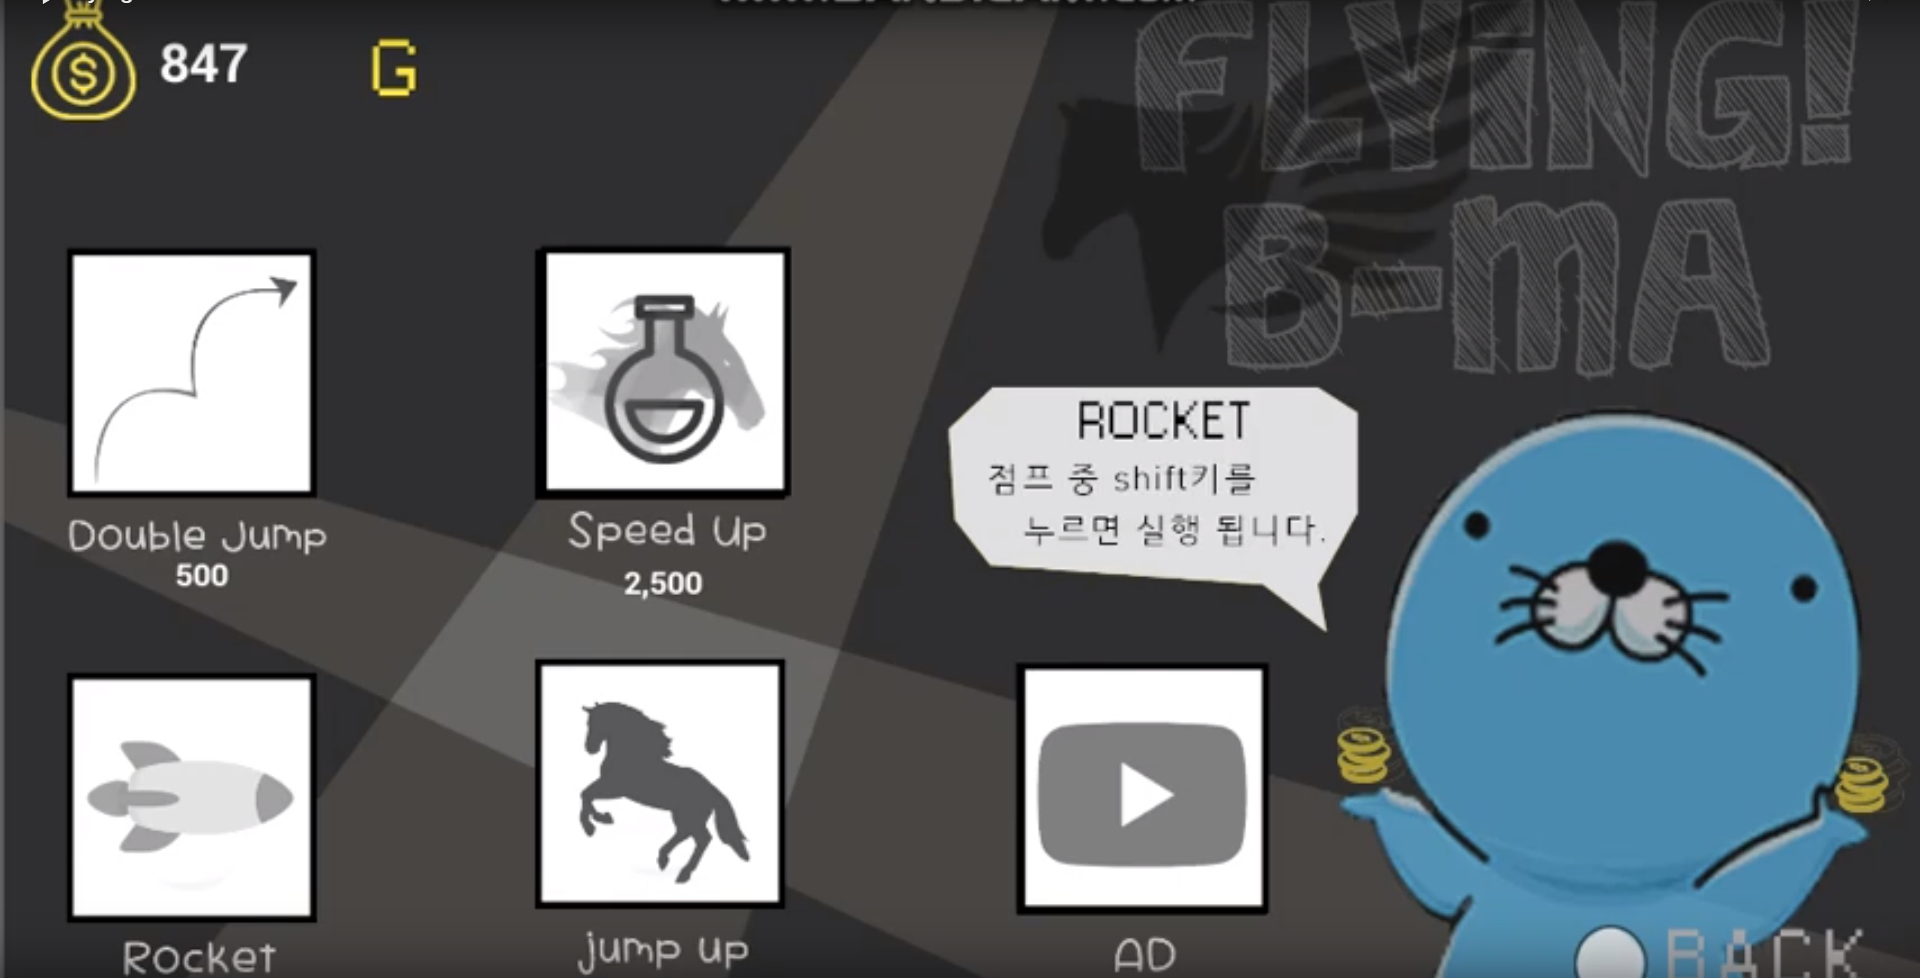 847 G
FLYiNG!
B-MA
Double Jump
500
Speed Up
2,500
ROCKET
점프 중 shift키를
누르면 실행 됩니다.
Rocket
jump up
AD
BACK